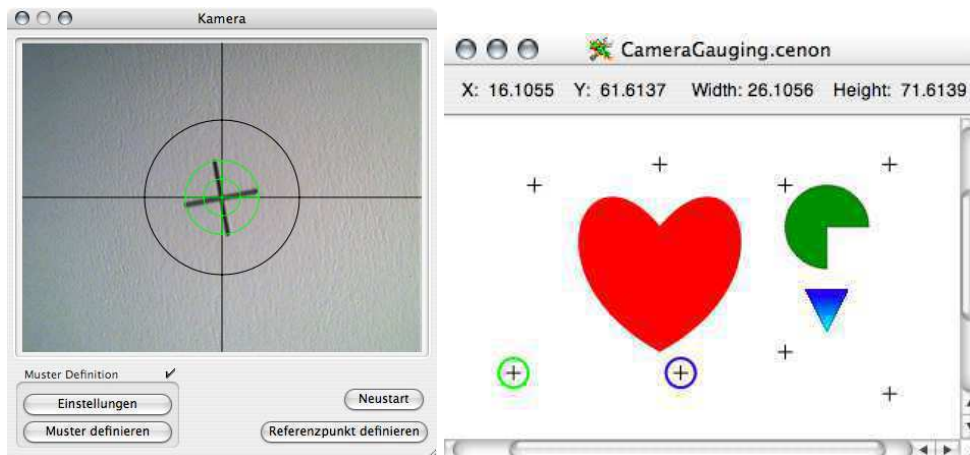 Kamera
Muster Definition ✓
Einstellungen
Muster definieren
Neustart
Referenzpunkt definieren
CameraGauging.cenon
X: 16.1055 Y: 61.6137 Width: 26.1056 Height: 71.6139